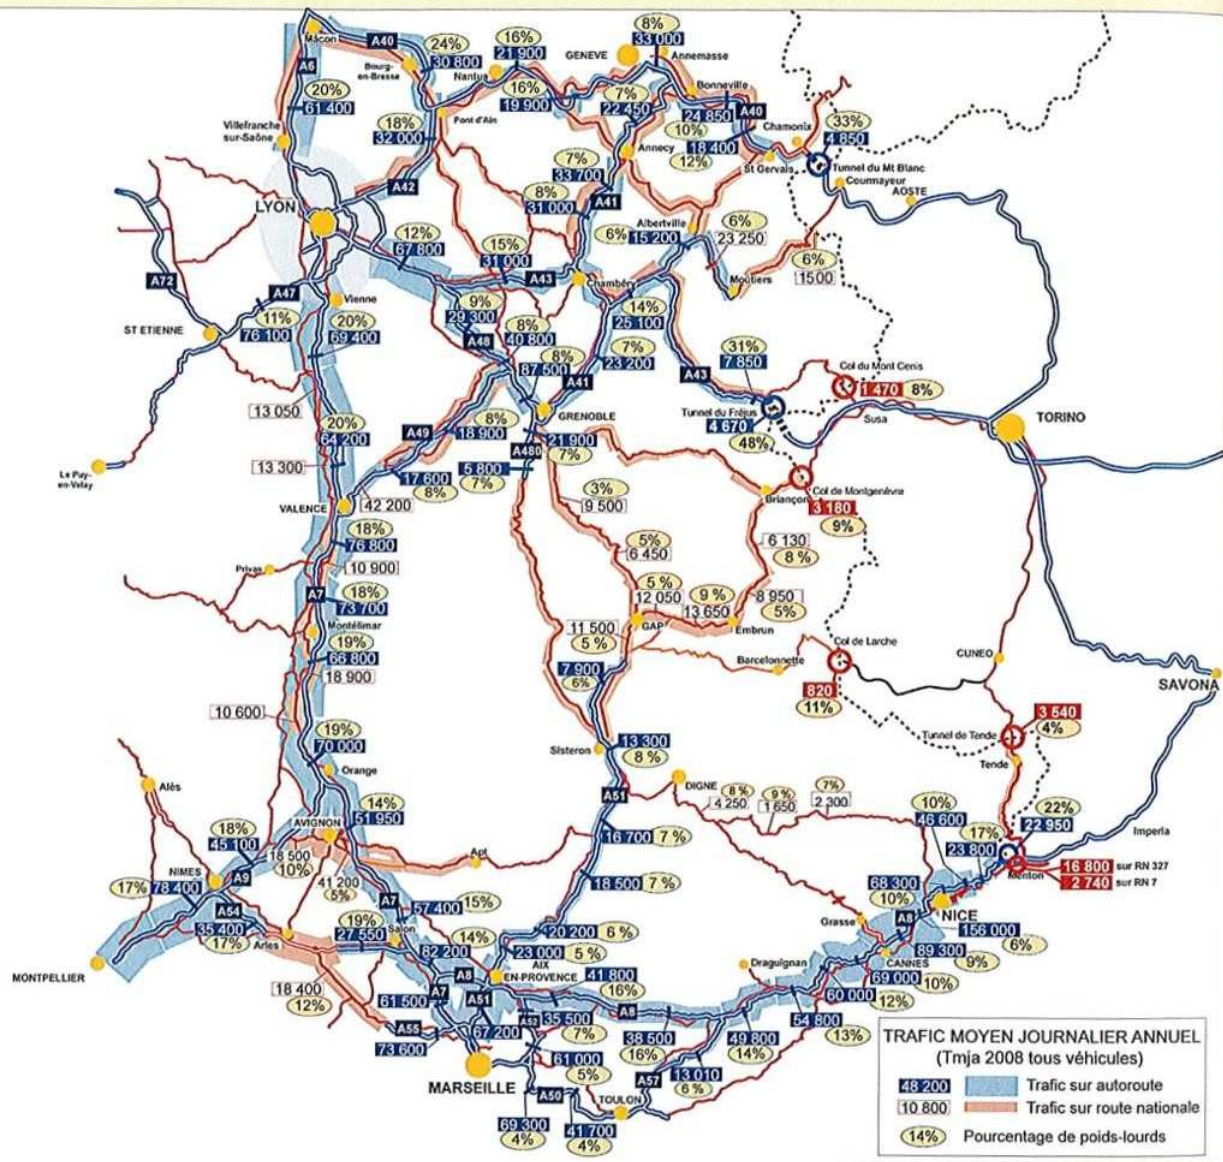 Mâcon
A40
24%
30 800
Bourg-
en-Bresse
A6
20%
61 400
Villefranche
sur-Saône
18%
32 000
A42
LYON
16%
21 900
Nantua
Pont d'Ain
16%
19 900
GENEVE
8%
33 000
Annemasse
7%
22 450
Bonneville
24 850
A40
10%
18 400
12%
Chamonix
33%
4 850
St Gervais
Tunnel du Mt Blanc
Courmayeur
AOSTE
Annecy
7%
33 700
8%
31 000
A41
12%
67 800
15%
31 000
A43
Chambéry
Albertville
6%
15 200
6%
23 250
Moutiers
6%
1500
A72
A47
Vienne
ST ETIENNE
11%
76 100
20%
69 400
9%
29 300
A48
8%
40 800
8%
87 500
14%
25 100
7%
23 200
A41
31%
7 850
A43
Col du Mont Cenis
1 470
8%
Tunnel du Fréjus
4 670
48%
Susa
TORINO
13 050
20%
64 200
13 300
Le Puy-
en-Velay
VALENCE
A49
8%
18 900
17 600
8%
42 200
GRENOBLE
A480
21 900
7%
5 800
7%
3%
9 500
Briançon
Col de Montgenèvre
3 180
9%
18%
76 800
10 900
Privas
A7
18%
73 700
Montélimar
19%
66 800
18 900
10 600
5%
6 450
5 %
12 050
GAP
9 %
13 650
6 130
8 %
8 950
5%
Embrun
11 500
5 %
7 900
6%
Barcelonnette
Col de Larche
820
11%
CUNEO
SAVONA
19%
70 000
Orange
Sisteron
13 300
8 %
A51
Tunnel de Tende
3 540
4%
Tende
Alès
DIGNE
8 %
4 250
9 %
1 650
7%
2 300
AVIGNON
14%
51 950
18%
45 100
18 500
10%
A9
NIMES
17%
78 400
41 200
5%
Apt
16 700
7 %
18 500
7 %
10%
46 600
17%
23 800
22%
22 950
Imperia
Menton
16 800
sur RN 327
2 740
sur RN 7
A54
35 400
17%
Arles
A7
57 400
15%
19%
27 550
Salon
14%
82 200
20 200
6 %
23 000
5 %
68 300
10%
Grasse
A8
NICE
156 000
6%
MONTPELLIER
18 400
12%
A8
AIX
EN-PROVENCE
41 800
16%
Draguignan
CANNES
89 300
9%
69 000
10%
60 000
12%
61 500
A7
A51
67 200
A52
35 500
7%
A8
38 500
16%
49 800
14%
54 800
13%
A55
73 600
MARSEILLE
61 000
5%
A57
13 010
6 %
A50
TOULON
69 300
4%
41 700
4%
TRAFIC MOYEN JOURNALIER ANNUEL
(Tmja 2008 tous véhicules)
48 200 Trafic sur autoroute
10 800 Trafic sur route nationale
14% Pourcentage de poids-lourds